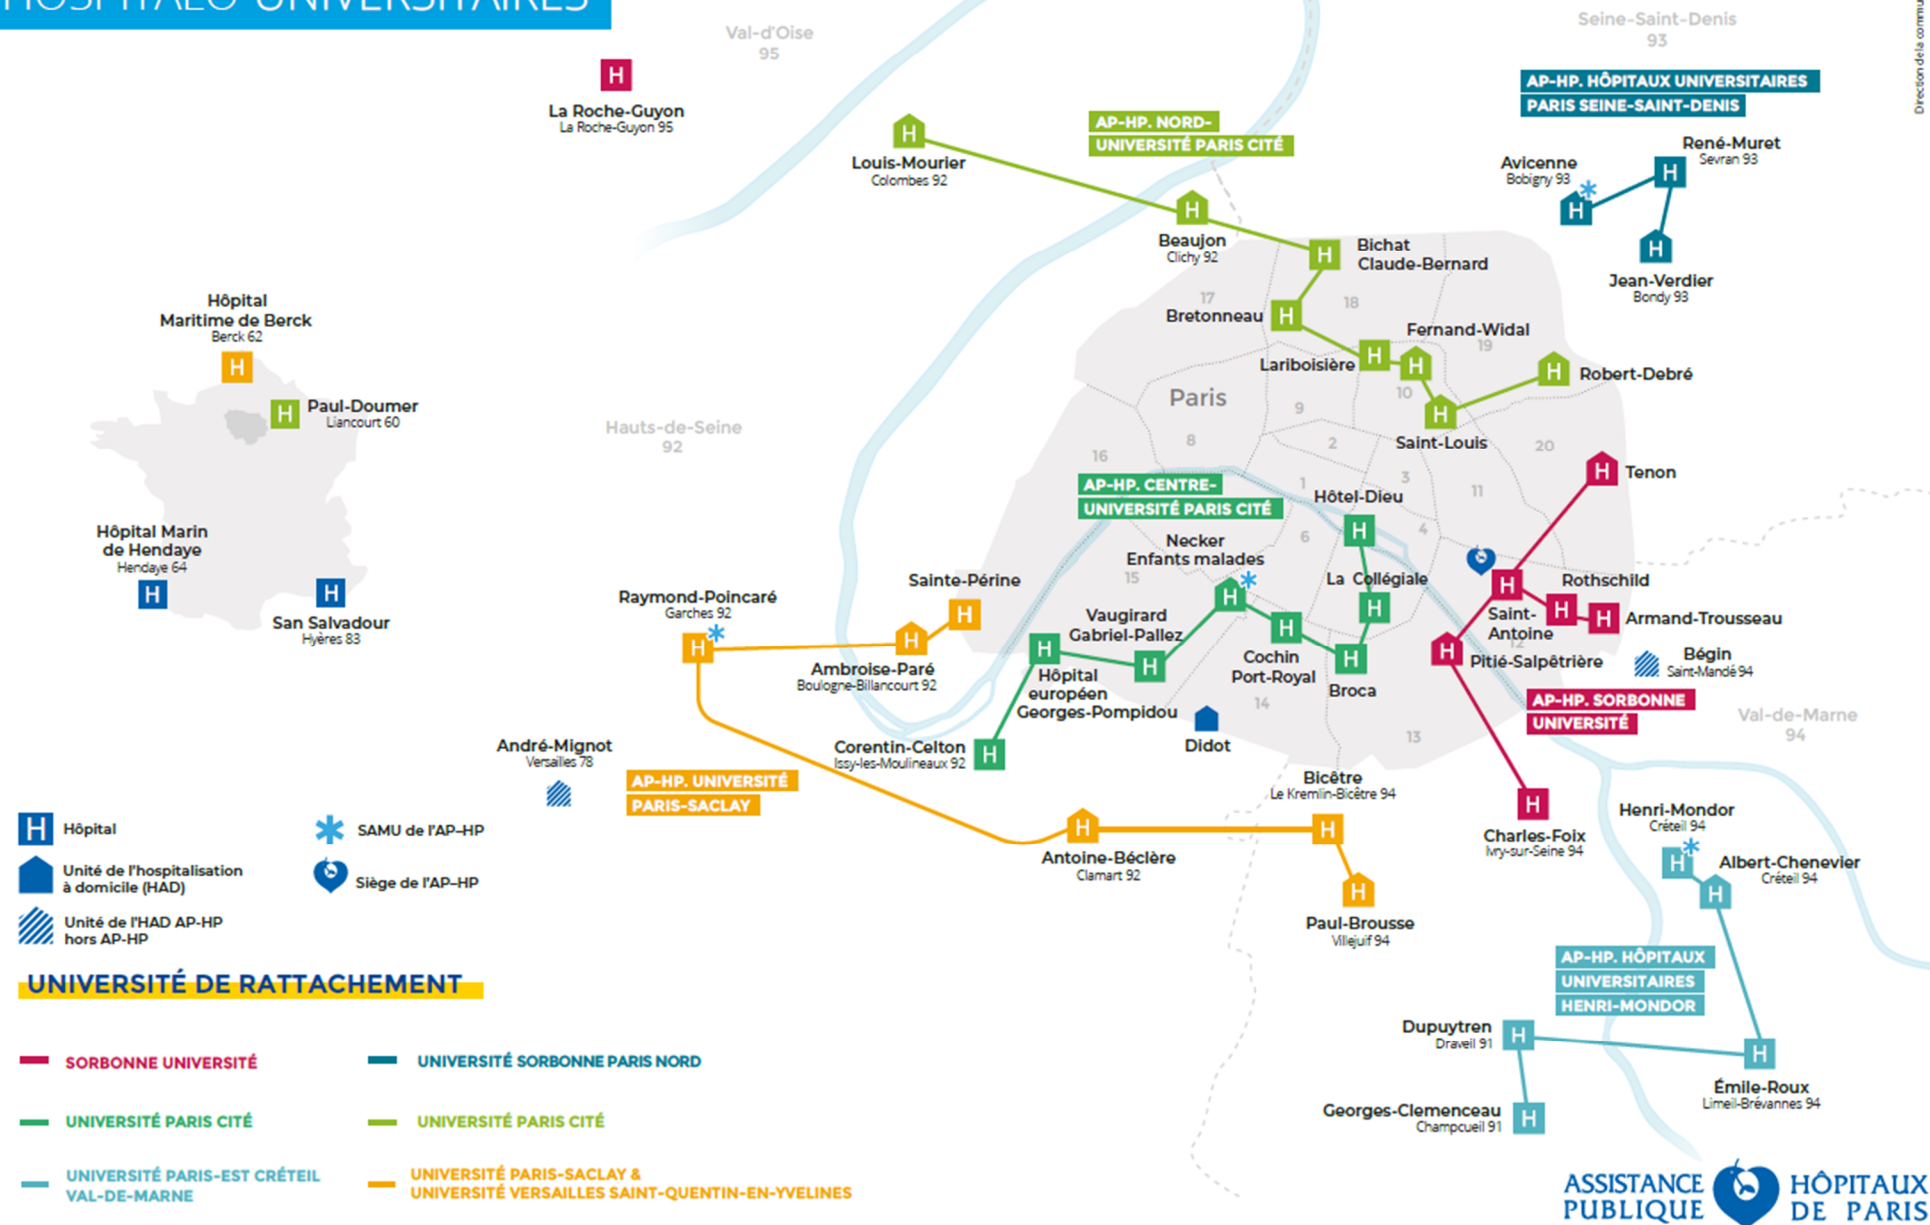 HOSPITALO-UNIVERSITAIRES
Val-d'Oise
95
Seine-Saint-Denis
93
Direction de la commu
La Roche-Guyon
La Roche-Guyon 95
AP-HP. HÔPITAUX UNIVERSITAIRES
PARIS SEINE-SAINT-DENIS
AP-HP. NORD-
UNIVERSITÉ PARIS CITÉ
Louis-Mourier
Colombes 92
Avicenne
Bobigny 93
René-Muret
Sevran 93
Jean-Verdier
Bondy 93
Beaujon
Clichy 92
Bichat
Claude-Bernard
17
18
Bretonneau
Fernand-Widal
19
Lariboisière
Robert-Debré
Paris
10
9
8
2
Saint-Louis
20
16
Hôpital
Maritime de Berck
Berck 62
Paul-Doumer
Liancourt 60
Hôpital Marin
de Hendaye
Hendaye 64
San Salvadour
Hyères 83
Hauts-de-Seine
92
AP-HP. CENTRE-
UNIVERSITÉ PARIS CITÉ
1
3
11
Hôtel-Dieu
4
6
Tenon
Necker
Enfants malades
15
La Collégiale
Rothschild
Armand-Trousseau
Saint-
Antoine
12
Sainte-Périne
Raymond-Poincaré
Garches 92
Ambroise-Paré
Boulogne-Billancourt 92
Vaugirard
Gabriel-Pallez
Hôpital
européen
Georges-Pompidou
Cochin
Port-Royal
Broca
Pitié-Salpêtrière
Bégin
Saint-Mandé 94
AP-HP. SORBONNE
UNIVERSITÉ
Val-de-Marne
94
14
13
Didot
Corentin-Celton
Issy-les-Moulineaux 92
André-Mignot
Versailles 78
AP-HP. UNIVERSITÉ
PARIS-SACLAY
Bicêtre
Le Kremlin-Bicêtre 94
Antoine-Béclère
Clamart 92
Paul-Brousse
Villejuif 94
Charles-Foix
Ivry-sur-Seine 94
Henri-Mondor
Créteil 94
Albert-Chenevier
Créteil 94
AP-HP. HÔPITAUX
UNIVERSITAIRES
HENRI-MONDOR
Dupuytren
Draveil 91
Émile-Roux
Limeil-Brévannes 94
Georges-Clemenceau
Champcueil 91
H Hôpital
SAMU de l'AP-HP
Unité de l'hospitalisation
à domicile (HAD)
Siège de l'AP-HP
Unité de l'HAD AP-HP
hors AP-HP
UNIVERSITÉ DE RATTACHEMENT
SORBONNE UNIVERSITÉ
UNIVERSITÉ SORBONNE PARIS NORD
UNIVERSITÉ PARIS CITÉ
UNIVERSITÉ PARIS CITÉ
UNIVERSITÉ PARIS-EST CRÉTEIL
VAL-DE-MARNE
UNIVERSITÉ PARIS-SACLAY &
UNIVERSITÉ VERSAILLES SAINT-QUENTIN-EN-YVELINES
ASSISTANCE
PUBLIQUE
HÔPITAUX
DE PARIS